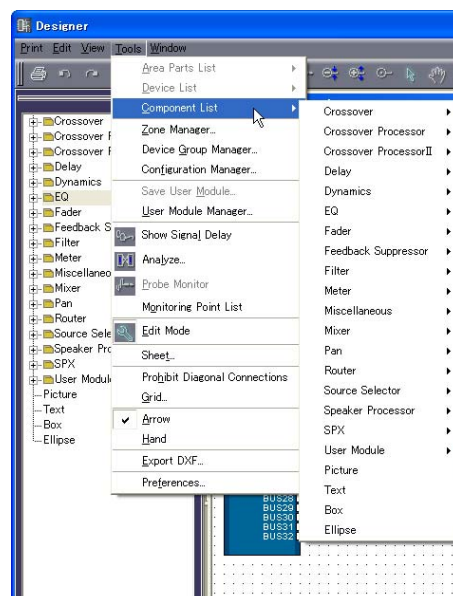 Designer
Print Edit View Tools Window
Crossover
Crossover F
Crossover F
Delay
Dynamics
EQ
Fader
Feedback S
Filter
Meter
Miscellaneo
Mixer
Pan
Router
Source Sele
Speaker Pro
SPX
User Modul
Picture
Text
Box
Ellipse
Area Parts List
Device List
Component List
Zone Manager...
Device Group Manager...
Configuration Manager...
Save User Module...
User Module Manager...
Show Signal Delay
Analyze...
Probe Monitor
Monitoring Point List
Edit Mode
Sheet...
Prohibit Diagonal Connections
Grid...
Arrow
Hand
Export DXF...
Preferences...
Crossover
Crossover Processor
Crossover ProcessorII
Delay
Dynamics
EQ
Fader
Feedback Suppressor
Filter
Meter
Miscellaneous
Mixer
Pan
Router
Source Selector
Speaker Processor
SPX
User Module
Picture
Text
Box
Ellipse
BUS28
BUS29
BUS30
BUS31
BUS32